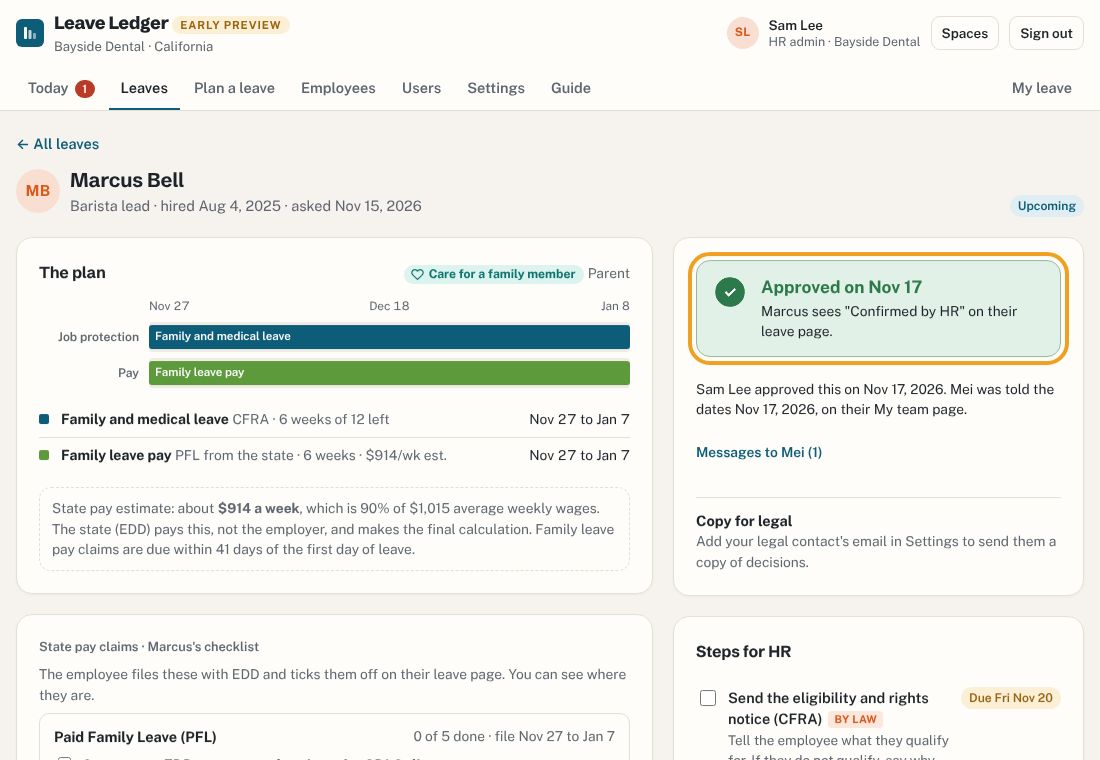 Leave Ledger EARLY PREVIEW
Bayside Dental · California
SL
Sam Lee
HR admin · Bayside Dental
Spaces
Sign out
Today 1
Leaves
Plan a leave
Employees
Users
Settings
Guide
My leave
← All leaves
MB
Marcus Bell
Barista lead · hired Aug 4, 2025 · asked Nov 15, 2026
Upcoming
The plan
Care for a family member Parent
Nov 27 Dec 18 Jan 8
Job protection Family and medical leave
Pay Family leave pay
Family and medical leave CFRA · 6 weeks of 12 left Nov 27 to Jan 7
Family leave pay PFL from the state · 6 weeks · $914/wk est. Nov 27 to Jan 7
State pay estimate: about $914 a week, which is 90% of $1,015 average weekly wages.
The state (EDD) pays this, not the employer, and makes the final calculation. Family leave
pay claims are due within 41 days of the first day of leave.
Approved on Nov 17
Marcus sees "Confirmed by HR" on their
leave page.
Sam Lee approved this on Nov 17, 2026. Mei was told the
dates Nov 17, 2026, on their My team page.
Messages to Mei (1)
Copy for legal
Add your legal contact's email in Settings to send them a
copy of decisions.
State pay claims · Marcus's checklist
The employee files these with EDD and ticks them off on their leave page. You can see where
they are.
Paid Family Leave (PFL) 0 of 5 done · file Nov 27 to Jan 7
Steps for HR
Send the eligibility and rights
notice (CFRA) BY LAW
Due Fri Nov 20
Tell the employee what they qualify
for. If they do not qualify, say why